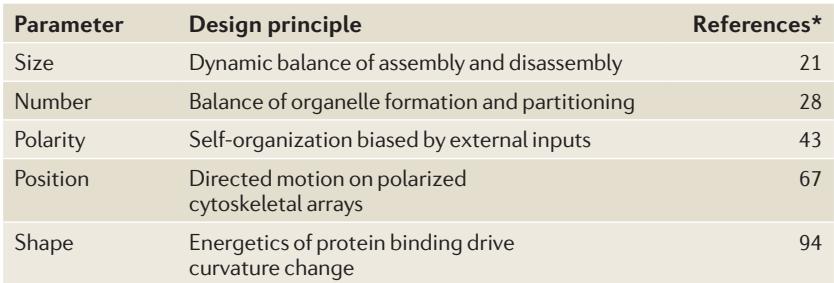 Parameter Design principle References*
Size Dynamic balance of assembly and disassembly 21
Number Balance of organelle formation and partitioning 28
Polarity Self-organization biased by external inputs 43
Position Directed motion on polarized 67
cytoskeletal arrays
Shape Energetics of protein binding drive 94
curvature change